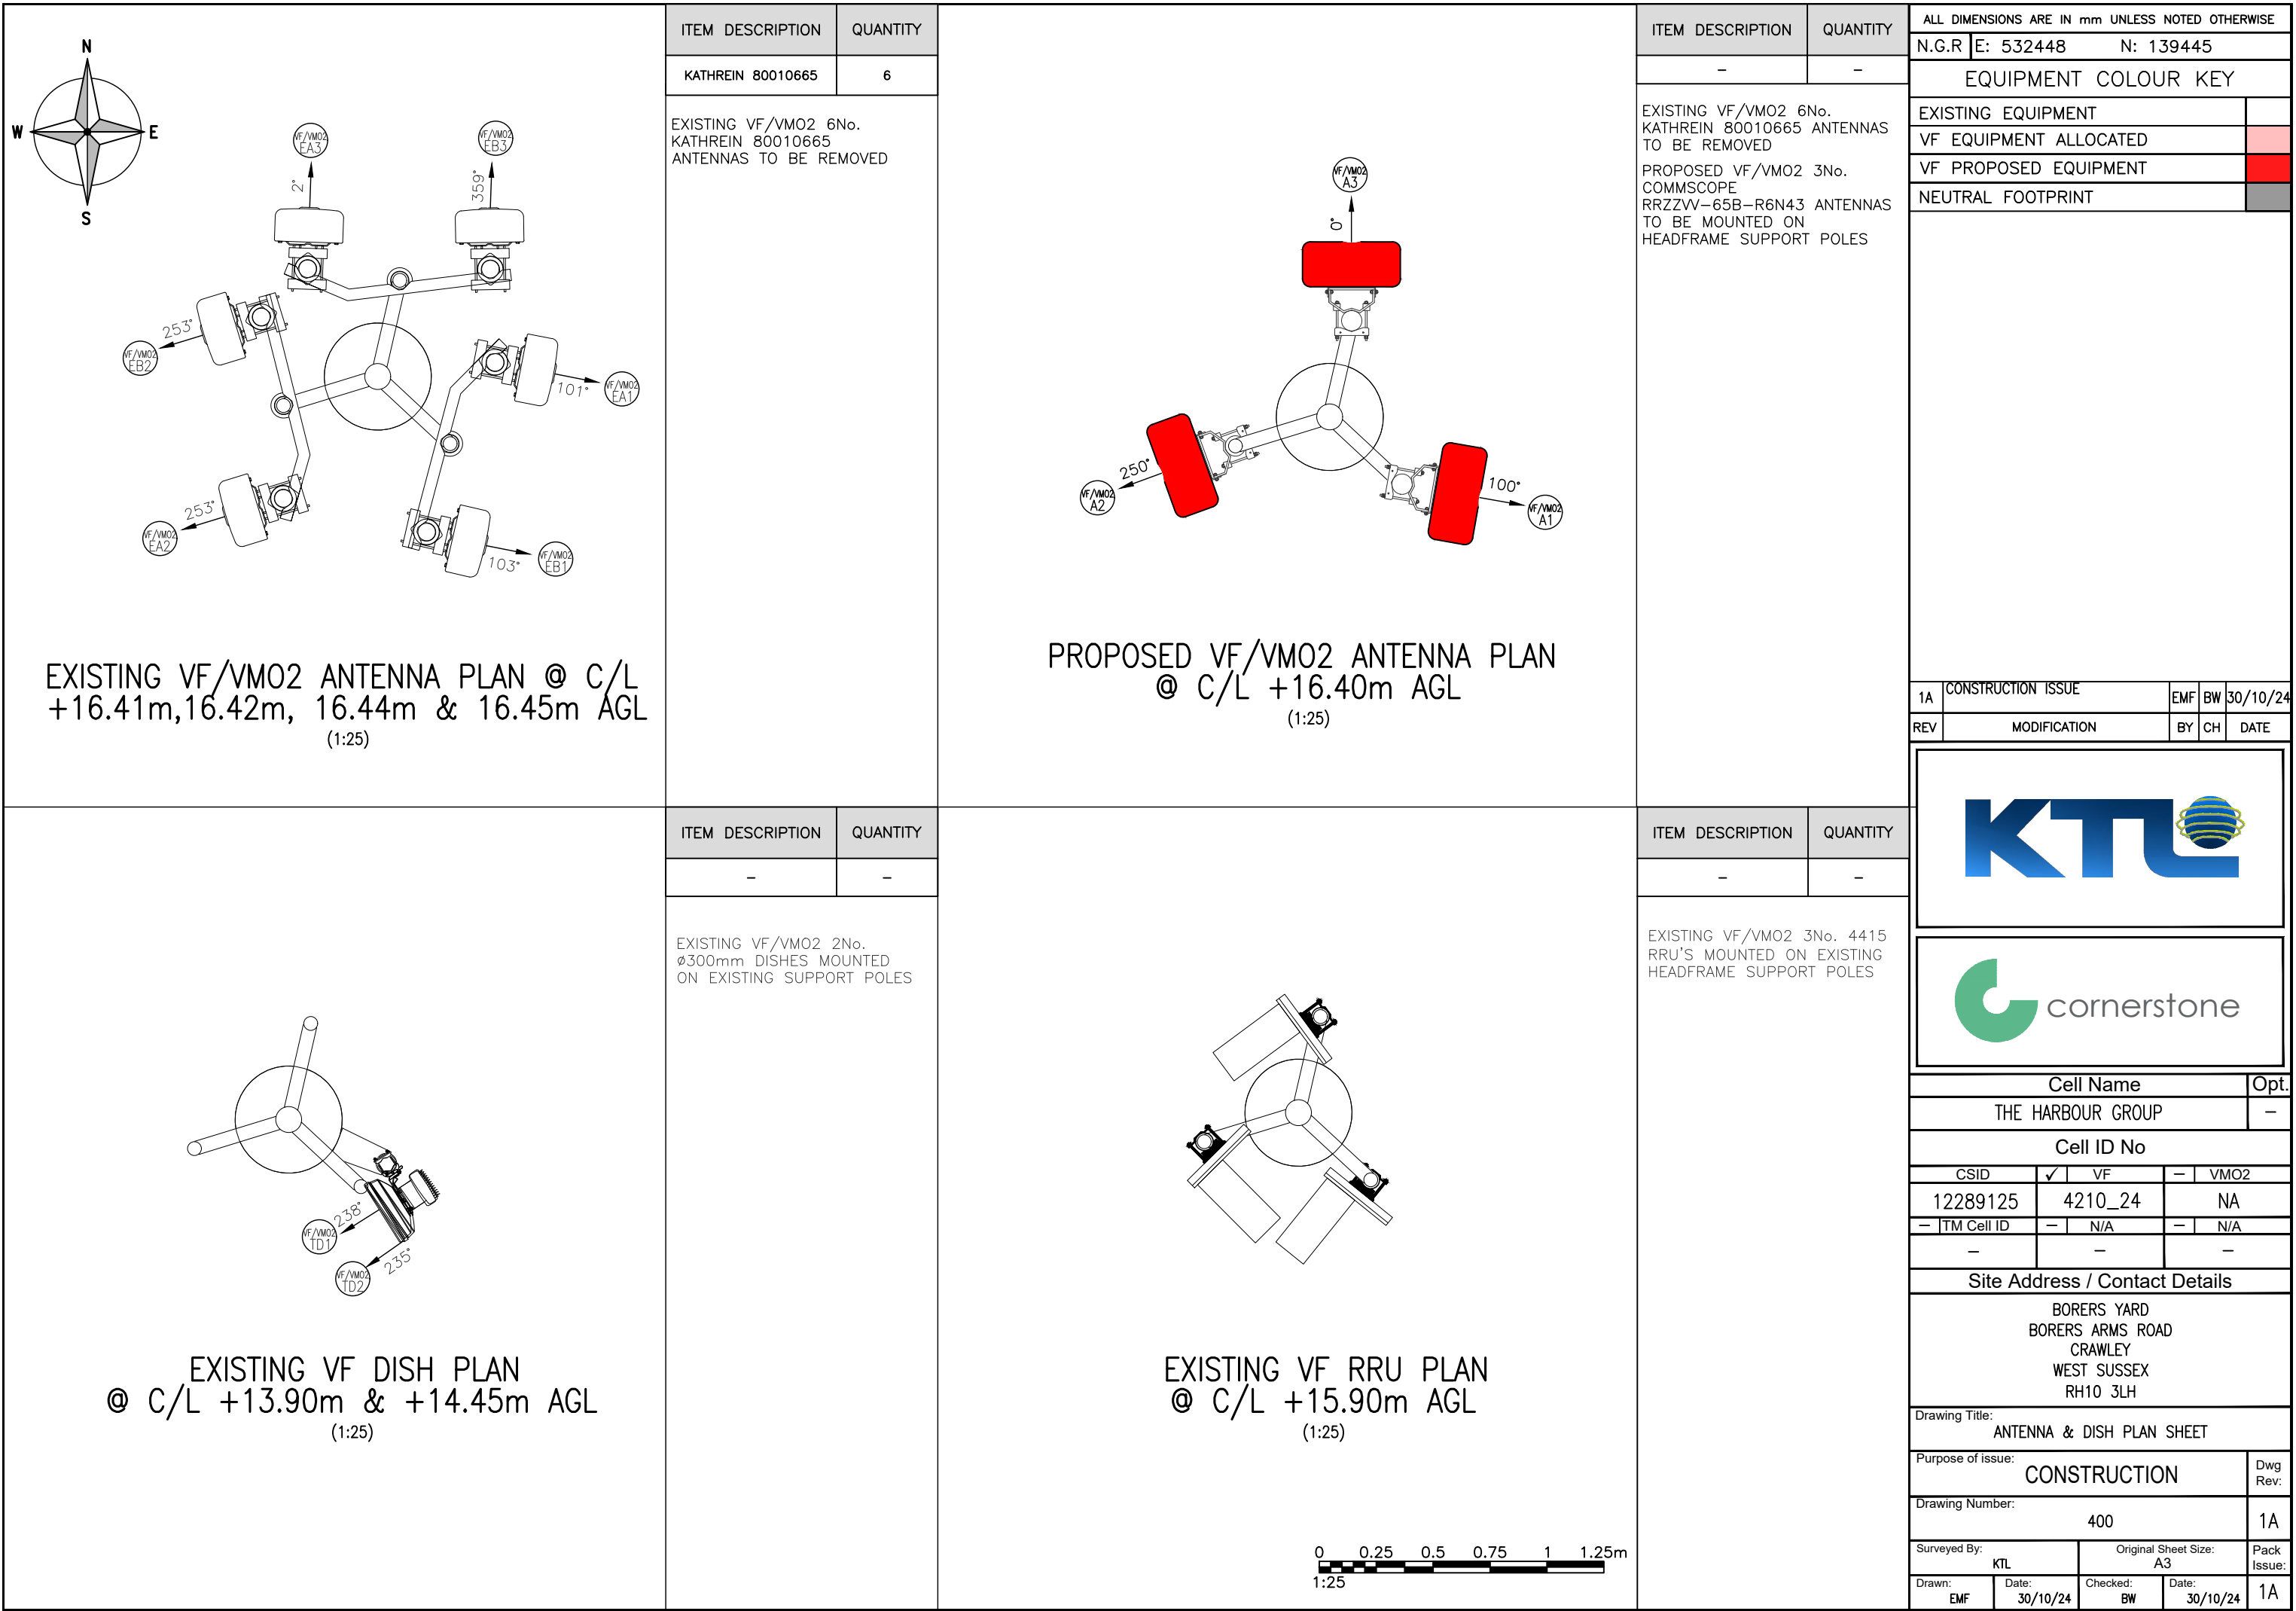 N
W
E
S
VF/VMO2
EA3
2°
VF/VMO2
EB3
359°
253°
VF/VMO2
EB2
101°
VF/VMO2
EA1
253°
VF/VMO2
EA2
103°
VF/VMO2
EB1
EXISTING VF/VMO2 ANTENNA PLAN @ C/L
+16.41m,16.42m, 16.44m & 16.45m AGL
(1:25)
ITEM DESCRIPTION QUANTITY
KATHREIN 80010665 6
EXISTING VF/VMO2 6No.
KATHREIN 80010665
ANTENNAS TO BE REMOVED
VF/VMO2
A3
0°
250°
VF/VMO2
A2
100°
VF/VMO2
A1
PROPOSED VF/VMO2 ANTENNA PLAN
@ C/L +16.40m AGL
(1:25)
ITEM DESCRIPTION QUANTITY
– –
EXISTING VF/VMO2 6No.
KATHREIN 80010665 ANTENNAS
TO BE REMOVED
PROPOSED VF/VMO2 3No.
COMMSCOPE
RRZZVV-65B-R6N43 ANTENNAS
TO BE MOUNTED ON
HEADFRAME SUPPORT POLES
238°
VF/VMO2
TD1
235°
VF/VMO2
TD2
EXISTING VF DISH PLAN
@ C/L +13.90m & +14.45m AGL
(1:25)
ITEM DESCRIPTION QUANTITY
– –
EXISTING VF/VMO2 2No.
ø300mm DISHES MOUNTED
ON EXISTING SUPPORT POLES
EXISTING VF RRU PLAN
@ C/L +15.90m AGL
(1:25)
0 0.25 0.5 0.75 1 1.25m
1:25
ITEM DESCRIPTION QUANTITY
– –
EXISTING VF/VMO2 3No. 4415
RRU'S MOUNTED ON EXISTING
HEADFRAME SUPPORT POLES
ALL DIMENSIONS ARE IN mm UNLESS NOTED OTHERWISE
N.G.R E: 532448 N: 139445
EQUIPMENT COLOUR KEY
EXISTING EQUIPMENT
VF EQUIPMENT ALLOCATED
VF PROPOSED EQUIPMENT
NEUTRAL FOOTPRINT
1A CONSTRUCTION ISSUE EMF BW 30/10/24
REV MODIFICATION BY CH DATE
KTL
cornerstone
Cell Name Opt.
THE HARBOUR GROUP –
Cell ID No
CSID ✓ VF – VMO2
12289125 4210_24 NA
– TM Cell ID – N/A – N/A
– – –
Site Address / Contact Details
BORERS YARD
BORERS ARMS ROAD
CRAWLEY
WEST SUSSEX
RH10 3LH
Drawing Title:
ANTENNA & DISH PLAN SHEET
Purpose of issue:
CONSTRUCTION
Dwg
Rev:
Drawing Number:
400
1A
Surveyed By:
KTL
Original Sheet Size:
A3
Pack
Issue:
Drawn: Date: Checked: Date:
EMF 30/10/24 BW 30/10/24
1A